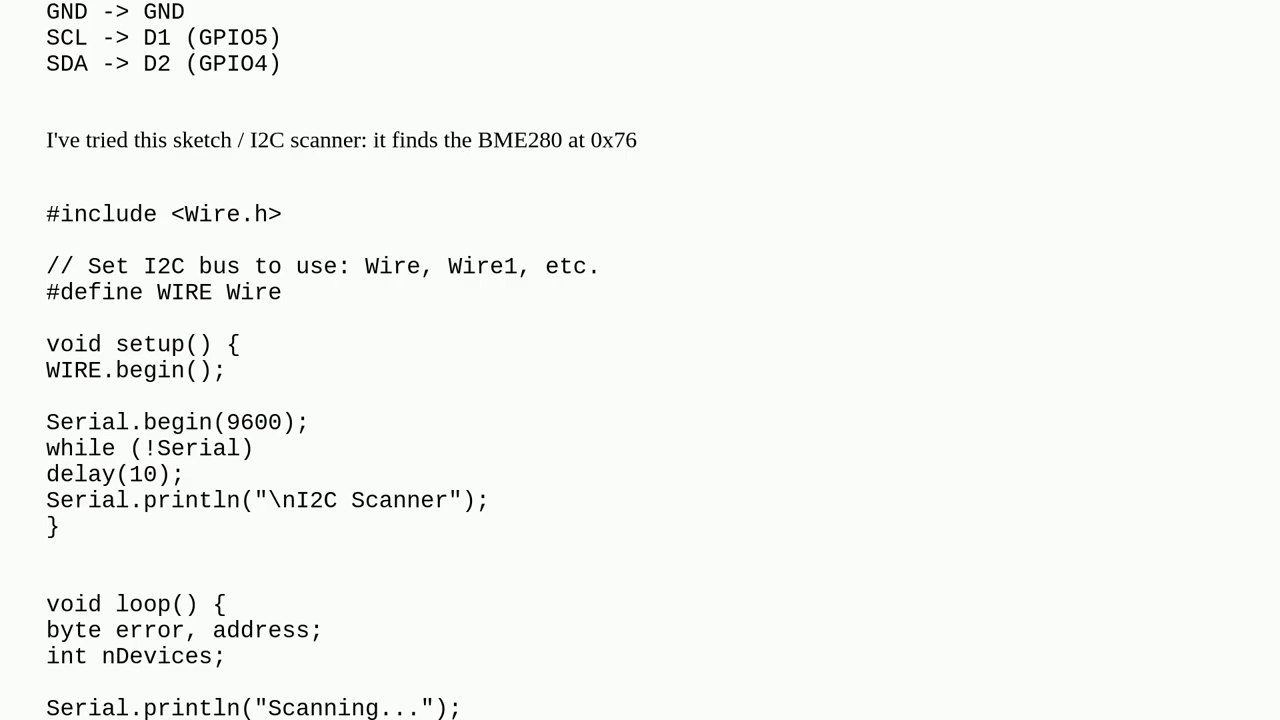 GND -> GND
SCL -> D1 (GPIO5)
SDA -> D2 (GPIO4)
I've tried this sketch / I2C scanner: it finds the BME280 at 0x76
#include <Wire.h>
// Set I2C bus to use: Wire, Wire1, etc.
#define WIRE Wire
void setup() {
WIRE.begin();
Serial.begin(9600);
while (!Serial)
delay(10);
Serial.println("\nI2C Scanner");
}
void loop() {
byte error, address;
int nDevices;
Serial.println("Scanning...");